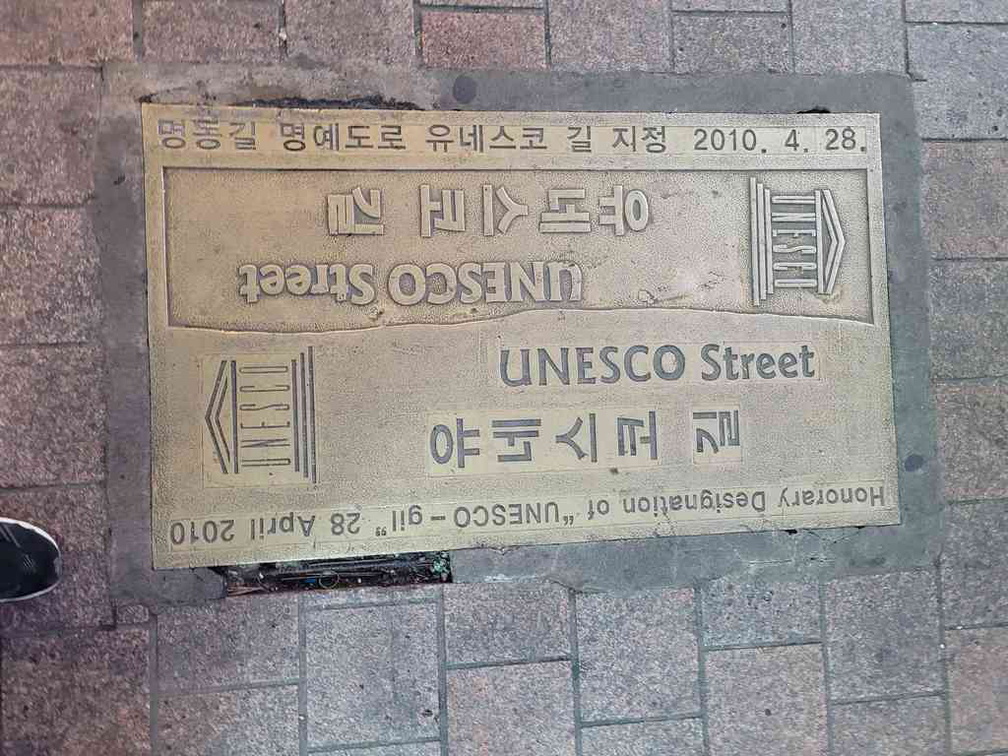 명동길 명예도로 유네스코 길 지정 2010. 4. 28.
유네스코 길
UNESCO Street
UNESCO
UNESCO Street
유네스코 길
UNESCO
Honorary Designation of “UNESCO – gil” 28 April 2010